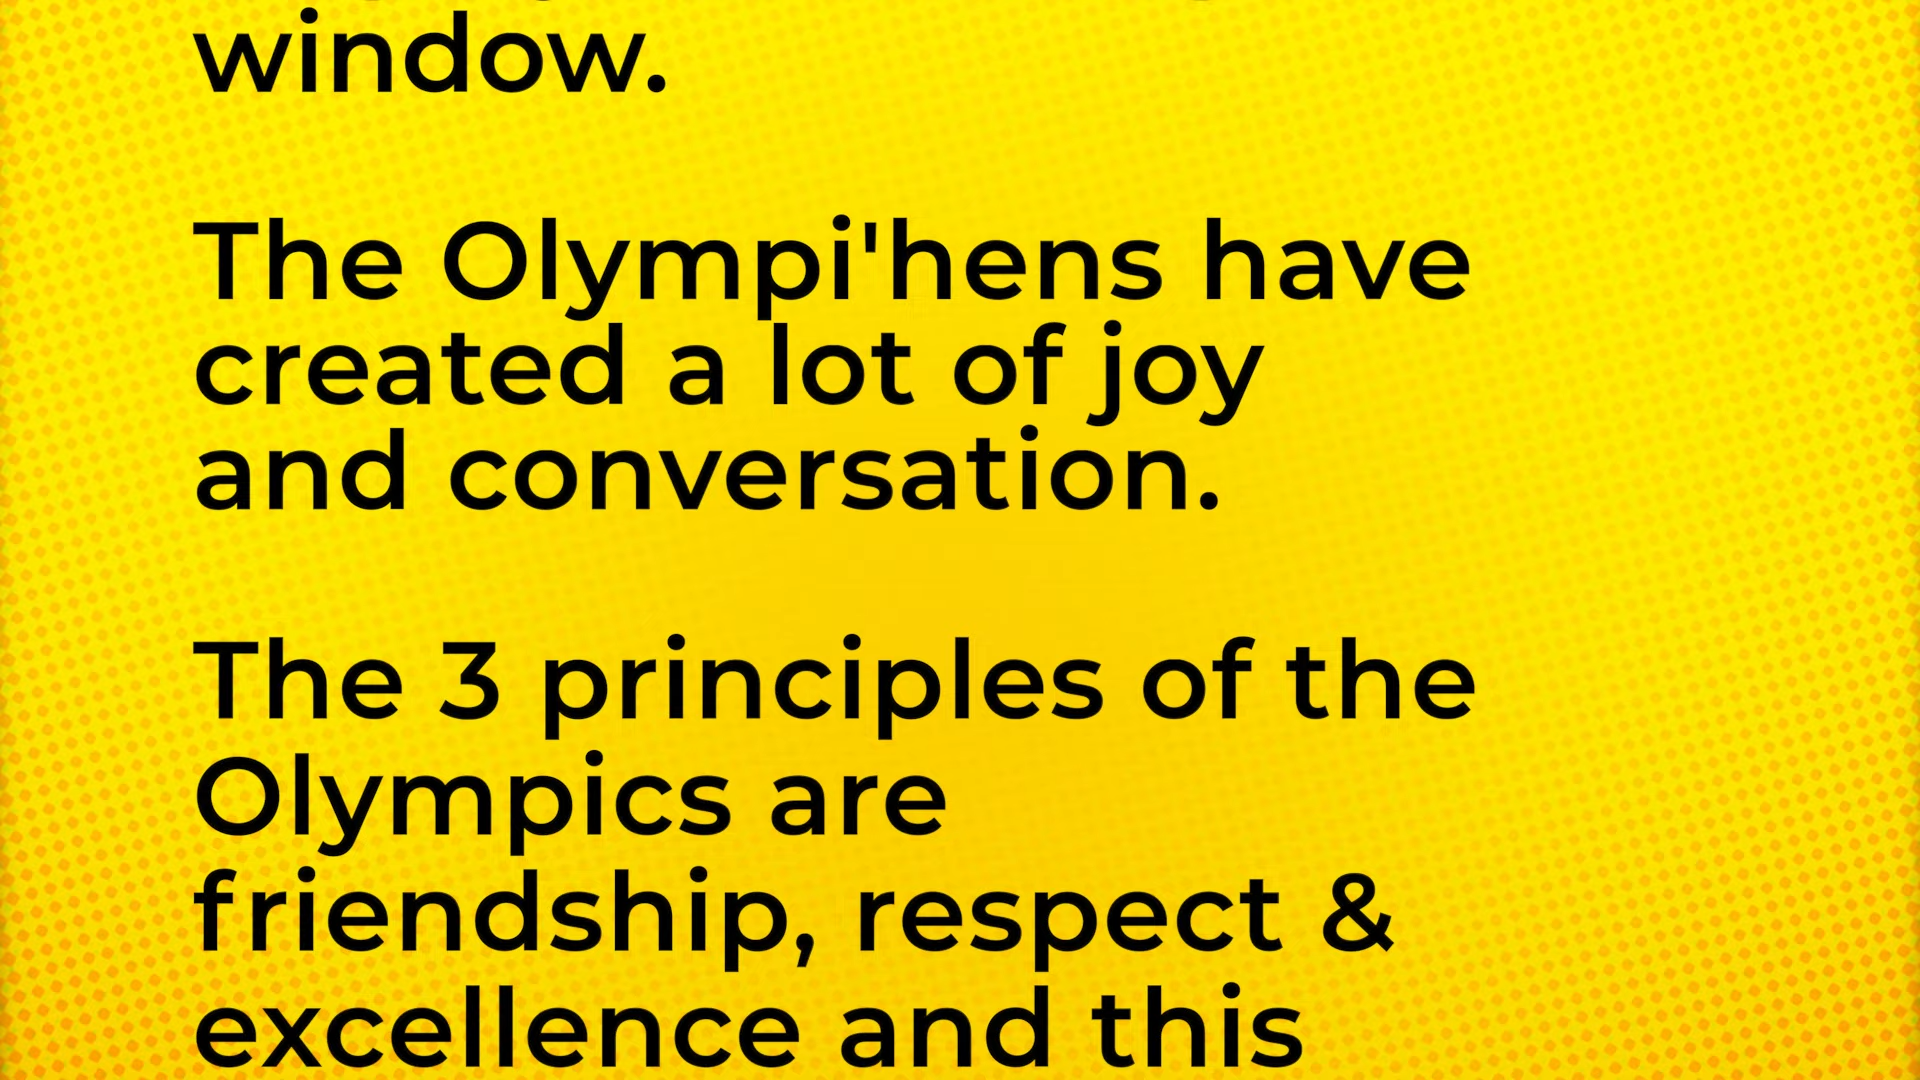 window.
The Olympi'hens have
created a lot of joy
and conversation.
The 3 principles of the
Olympics are
friendship, respect &
excellence and this